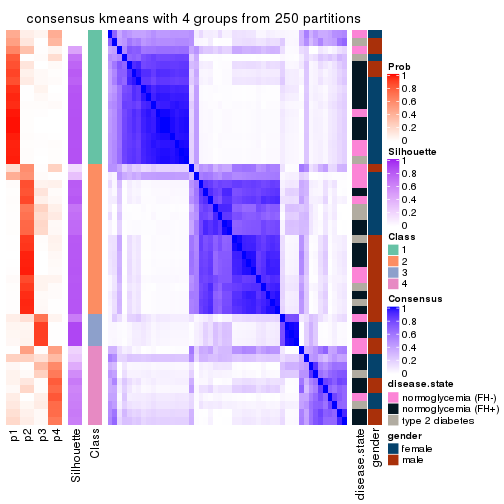 consensus kmeans with 4 groups from 250 partitions
Prob
1
0.8
0.6
0.4
0.2
0
Silhouette
1
0.8
0.6
0.4
0.2
0
Class
1
2
3
4
Consensus
1
0.8
0.6
0.4
0.2
0
disease.state
normoglycemia (FH-)
normoglycemia (FH+)
type 2 diabetes
gender
female
male
p1
p2
p3
p4
Silhouette
Class
disease.state
gender